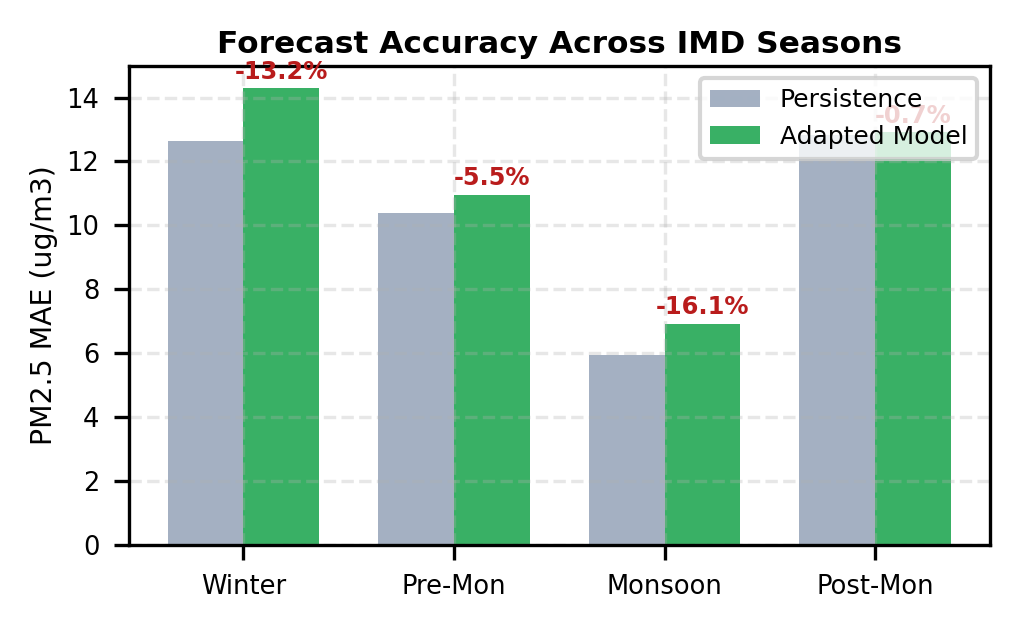 Forecast Accuracy Across IMD Seasons
-13.2%
14
Persistence
-0.7%
Adapted Model
12
-5.5%
10
8
-16.1%
6
4
2
0
PM2.5 MAE (ug/m3)
Winter
Pre-Mon
Monsoon
Post-Mon